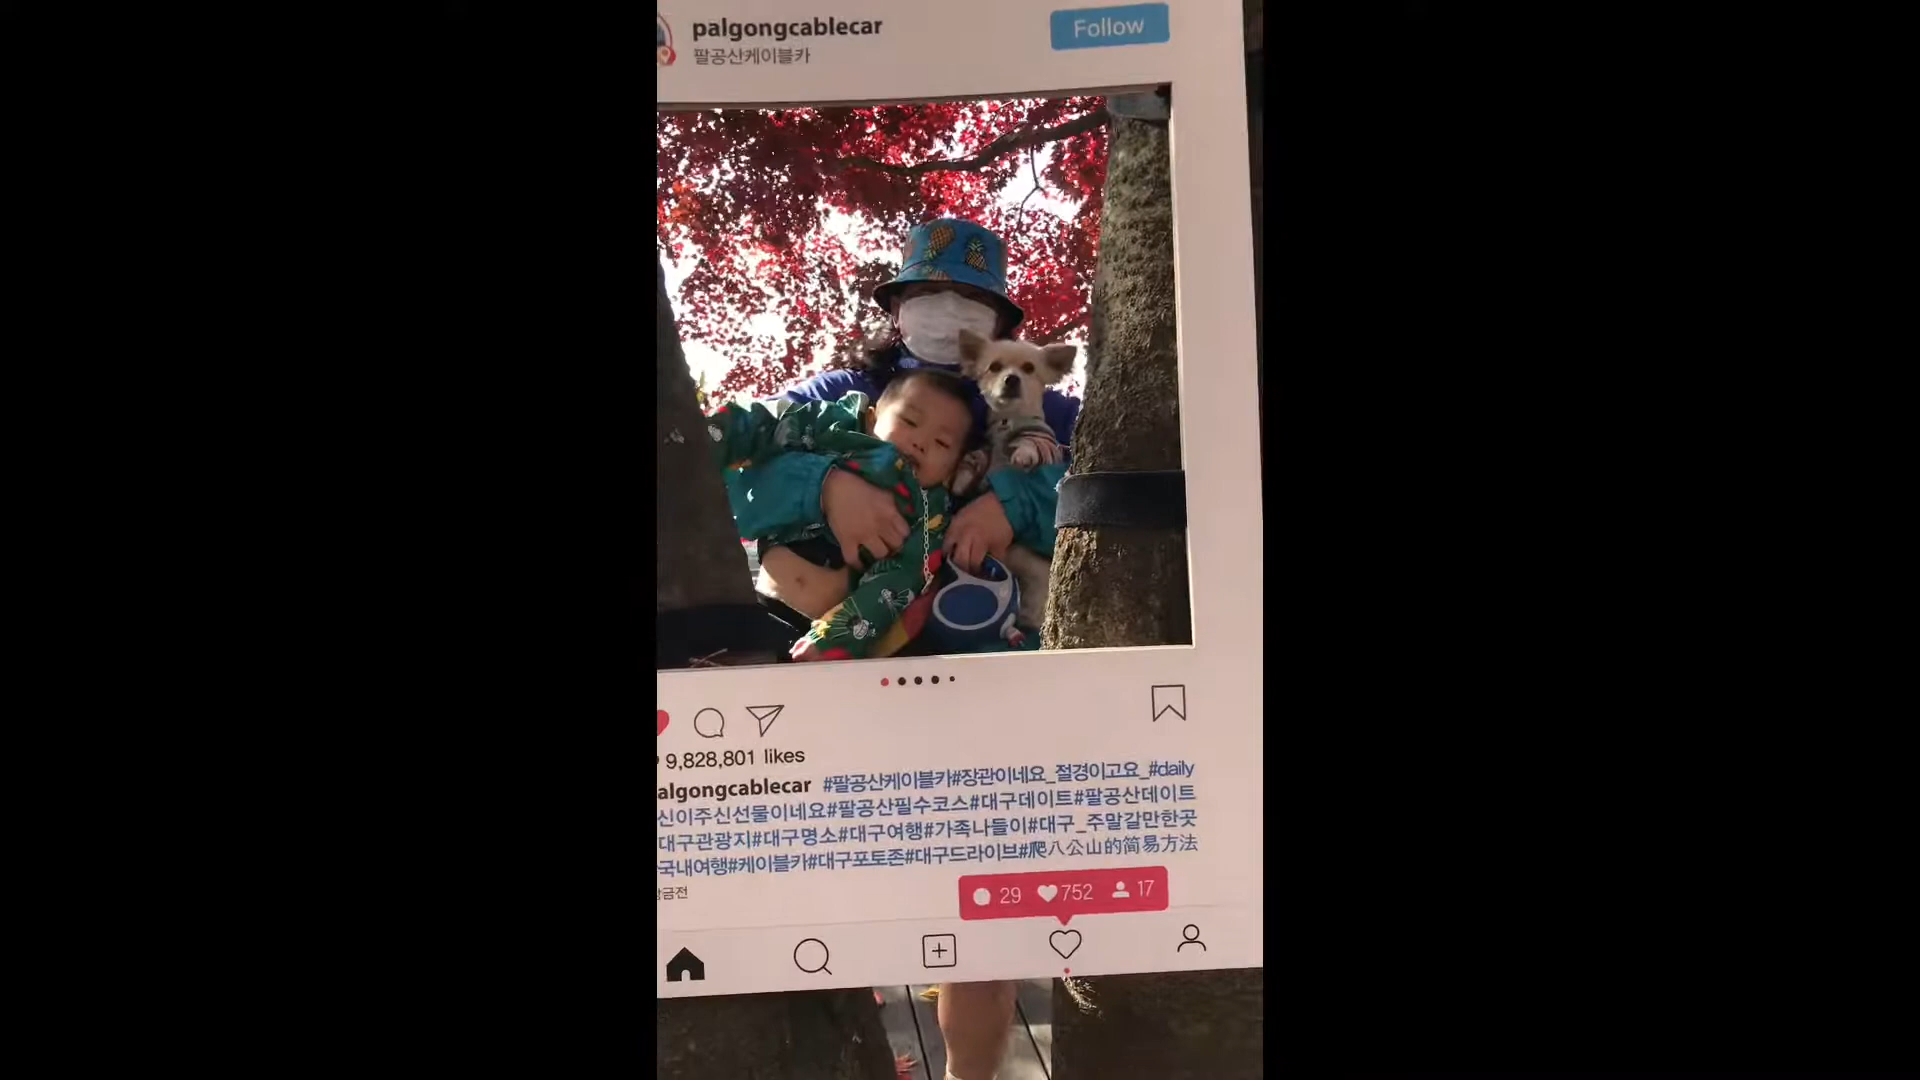 palgongcablecar
Follow
팔공산케이블카
9,828,801 likes
algongcablecar #팔공산케이블카#장관이네요_절경이고요_#daily
신이주신선물이네요#팔공산필수코스#대구데이트#팔공산데이트
대구관광지#대구명소#대구여행#가족나들이#대구_주말갈만한곳
국내여행#케이블카#대구포토존#대구드라이브#爬八公山的简易方法
금전
29 752 17